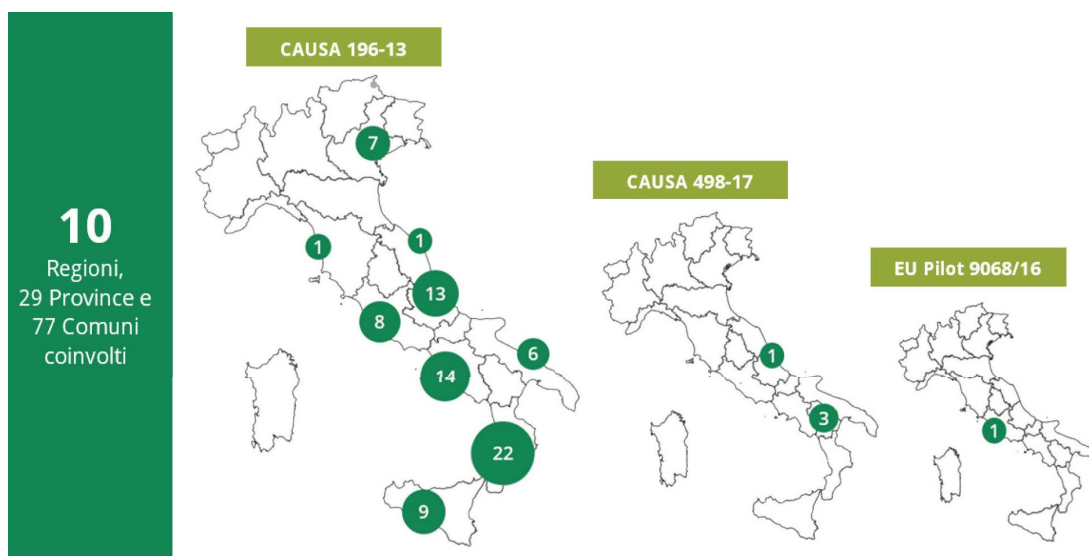 10
Regioni,
29 Province e
77 Comuni
coinvolti
CAUSA 196-13
7
1
1
13
8
6
14
22
9
CAUSA 498-17
1
3
EU Pilot 9068/16
1